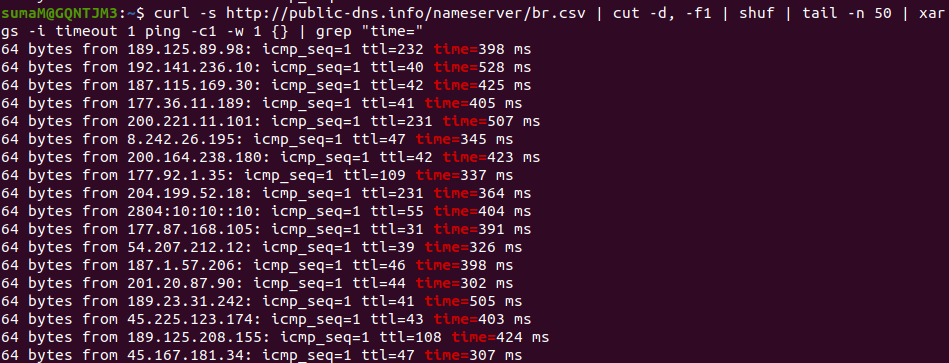 sumaM@GQNTJM3:~$ curl -s http://public-dns.info/nameserver/br.csv | cut -d, -f1 | shuf | tail -n 50 | xar
gs -i timeout 1 ping -c1 -w 1 {} | grep "time="
64 bytes from 189.125.89.98: icmp_seq=1 ttl=232 time=398 ms
64 bytes from 192.141.236.10: icmp_seq=1 ttl=40 time=528 ms
64 bytes from 187.115.169.30: icmp_seq=1 ttl=42 time=425 ms
64 bytes from 177.36.11.189: icmp_seq=1 ttl=41 time=405 ms
64 bytes from 200.221.11.101: icmp_seq=1 ttl=231 time=507 ms
64 bytes from 8.242.26.195: icmp_seq=1 ttl=47 time=345 ms
64 bytes from 200.164.238.180: icmp_seq=1 ttl=42 time=423 ms
64 bytes from 177.92.1.35: icmp_seq=1 ttl=109 time=337 ms
64 bytes from 204.199.52.18: icmp_seq=1 ttl=231 time=364 ms
64 bytes from 2804:10:10::10: icmp_seq=1 ttl=55 time=404 ms
64 bytes from 177.87.168.105: icmp_seq=1 ttl=31 time=391 ms
64 bytes from 54.207.212.12: icmp_seq=1 ttl=39 time=326 ms
64 bytes from 187.1.57.206: icmp_seq=1 ttl=46 time=398 ms
64 bytes from 201.20.87.90: icmp_seq=1 ttl=44 time=302 ms
64 bytes from 189.23.31.242: icmp_seq=1 ttl=41 time=505 ms
64 bytes from 45.225.123.174: icmp_seq=1 ttl=43 time=403 ms
64 bytes from 189.125.208.155: icmp_seq=1 ttl=108 time=424 ms
64 bytes from 45.167.181.34: icmp_seq=1 ttl=47 time=307 ms